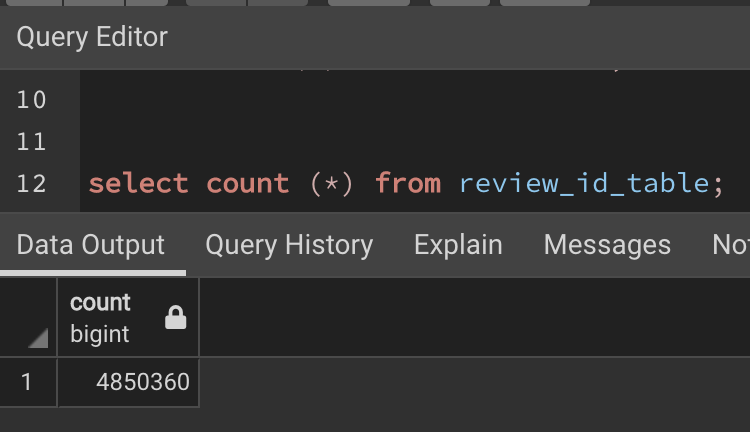 Query Editor
10
11
12 select count (*) from review_id_table;
Data Output Query History Explain Messages
count
bigint
1 4850360